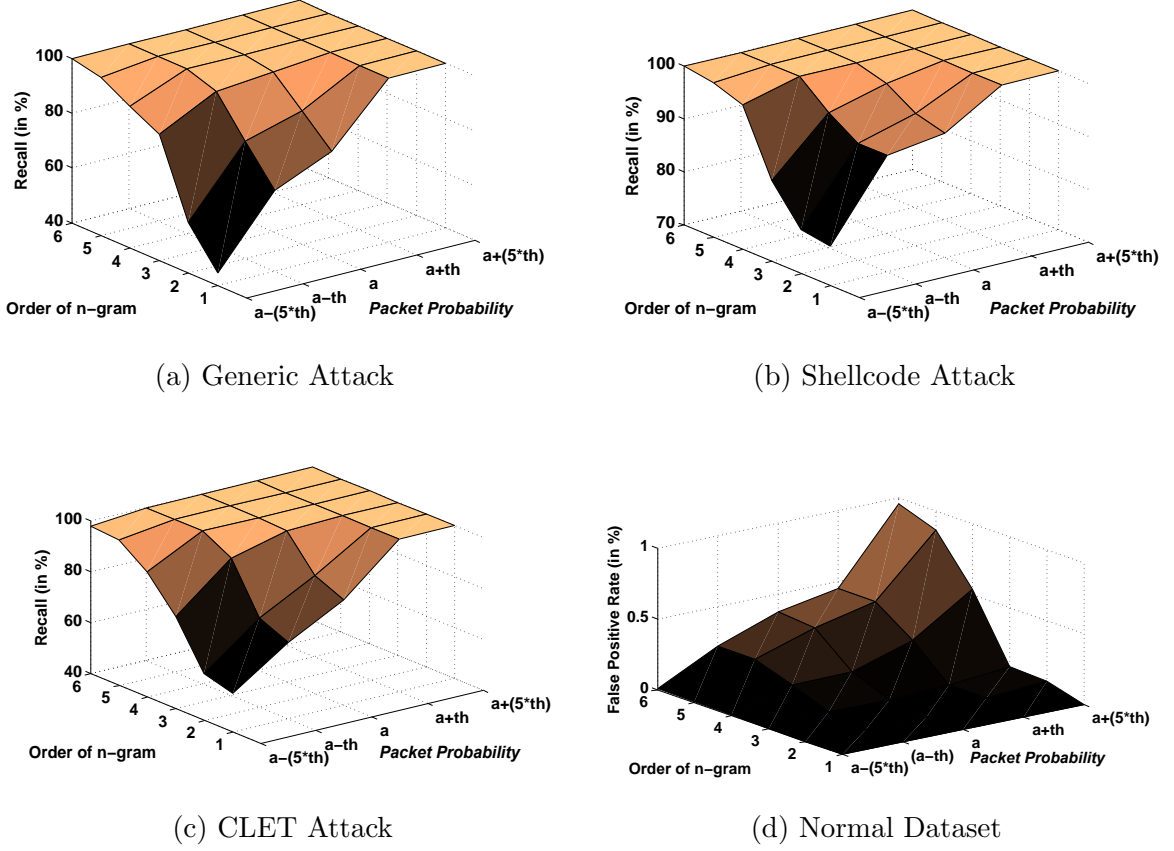 100
80
60
40
Recall (in %)
6
5
4
3
2
1
Order of n−gram
a−(5*th)
a−th
a
a+th
a+(5*th)
Packet Probability
(a) Generic Attack
100
90
80
70
Recall (in %)
6
5
4
3
2
1
Order of n−gram
a−(5*th)
a−th
a
a+th
a+(5*th)
Packet Probability
(b) Shellcode Attack
100
80
60
40
Recall (in %)
6
5
4
3
2
1
Order of n−gram
a−(5*th)
a−th
a
a+th
a+(5*th)
Packet Probability
(c) CLET Attack
1
0.5
0
False Positive Rate (in %)
6
5
4
3
2
1
Order of n−gram
a−(5*th)
(a−th)
a
a+th
a+(5*th)
Packet Probability
(d) Normal Dataset